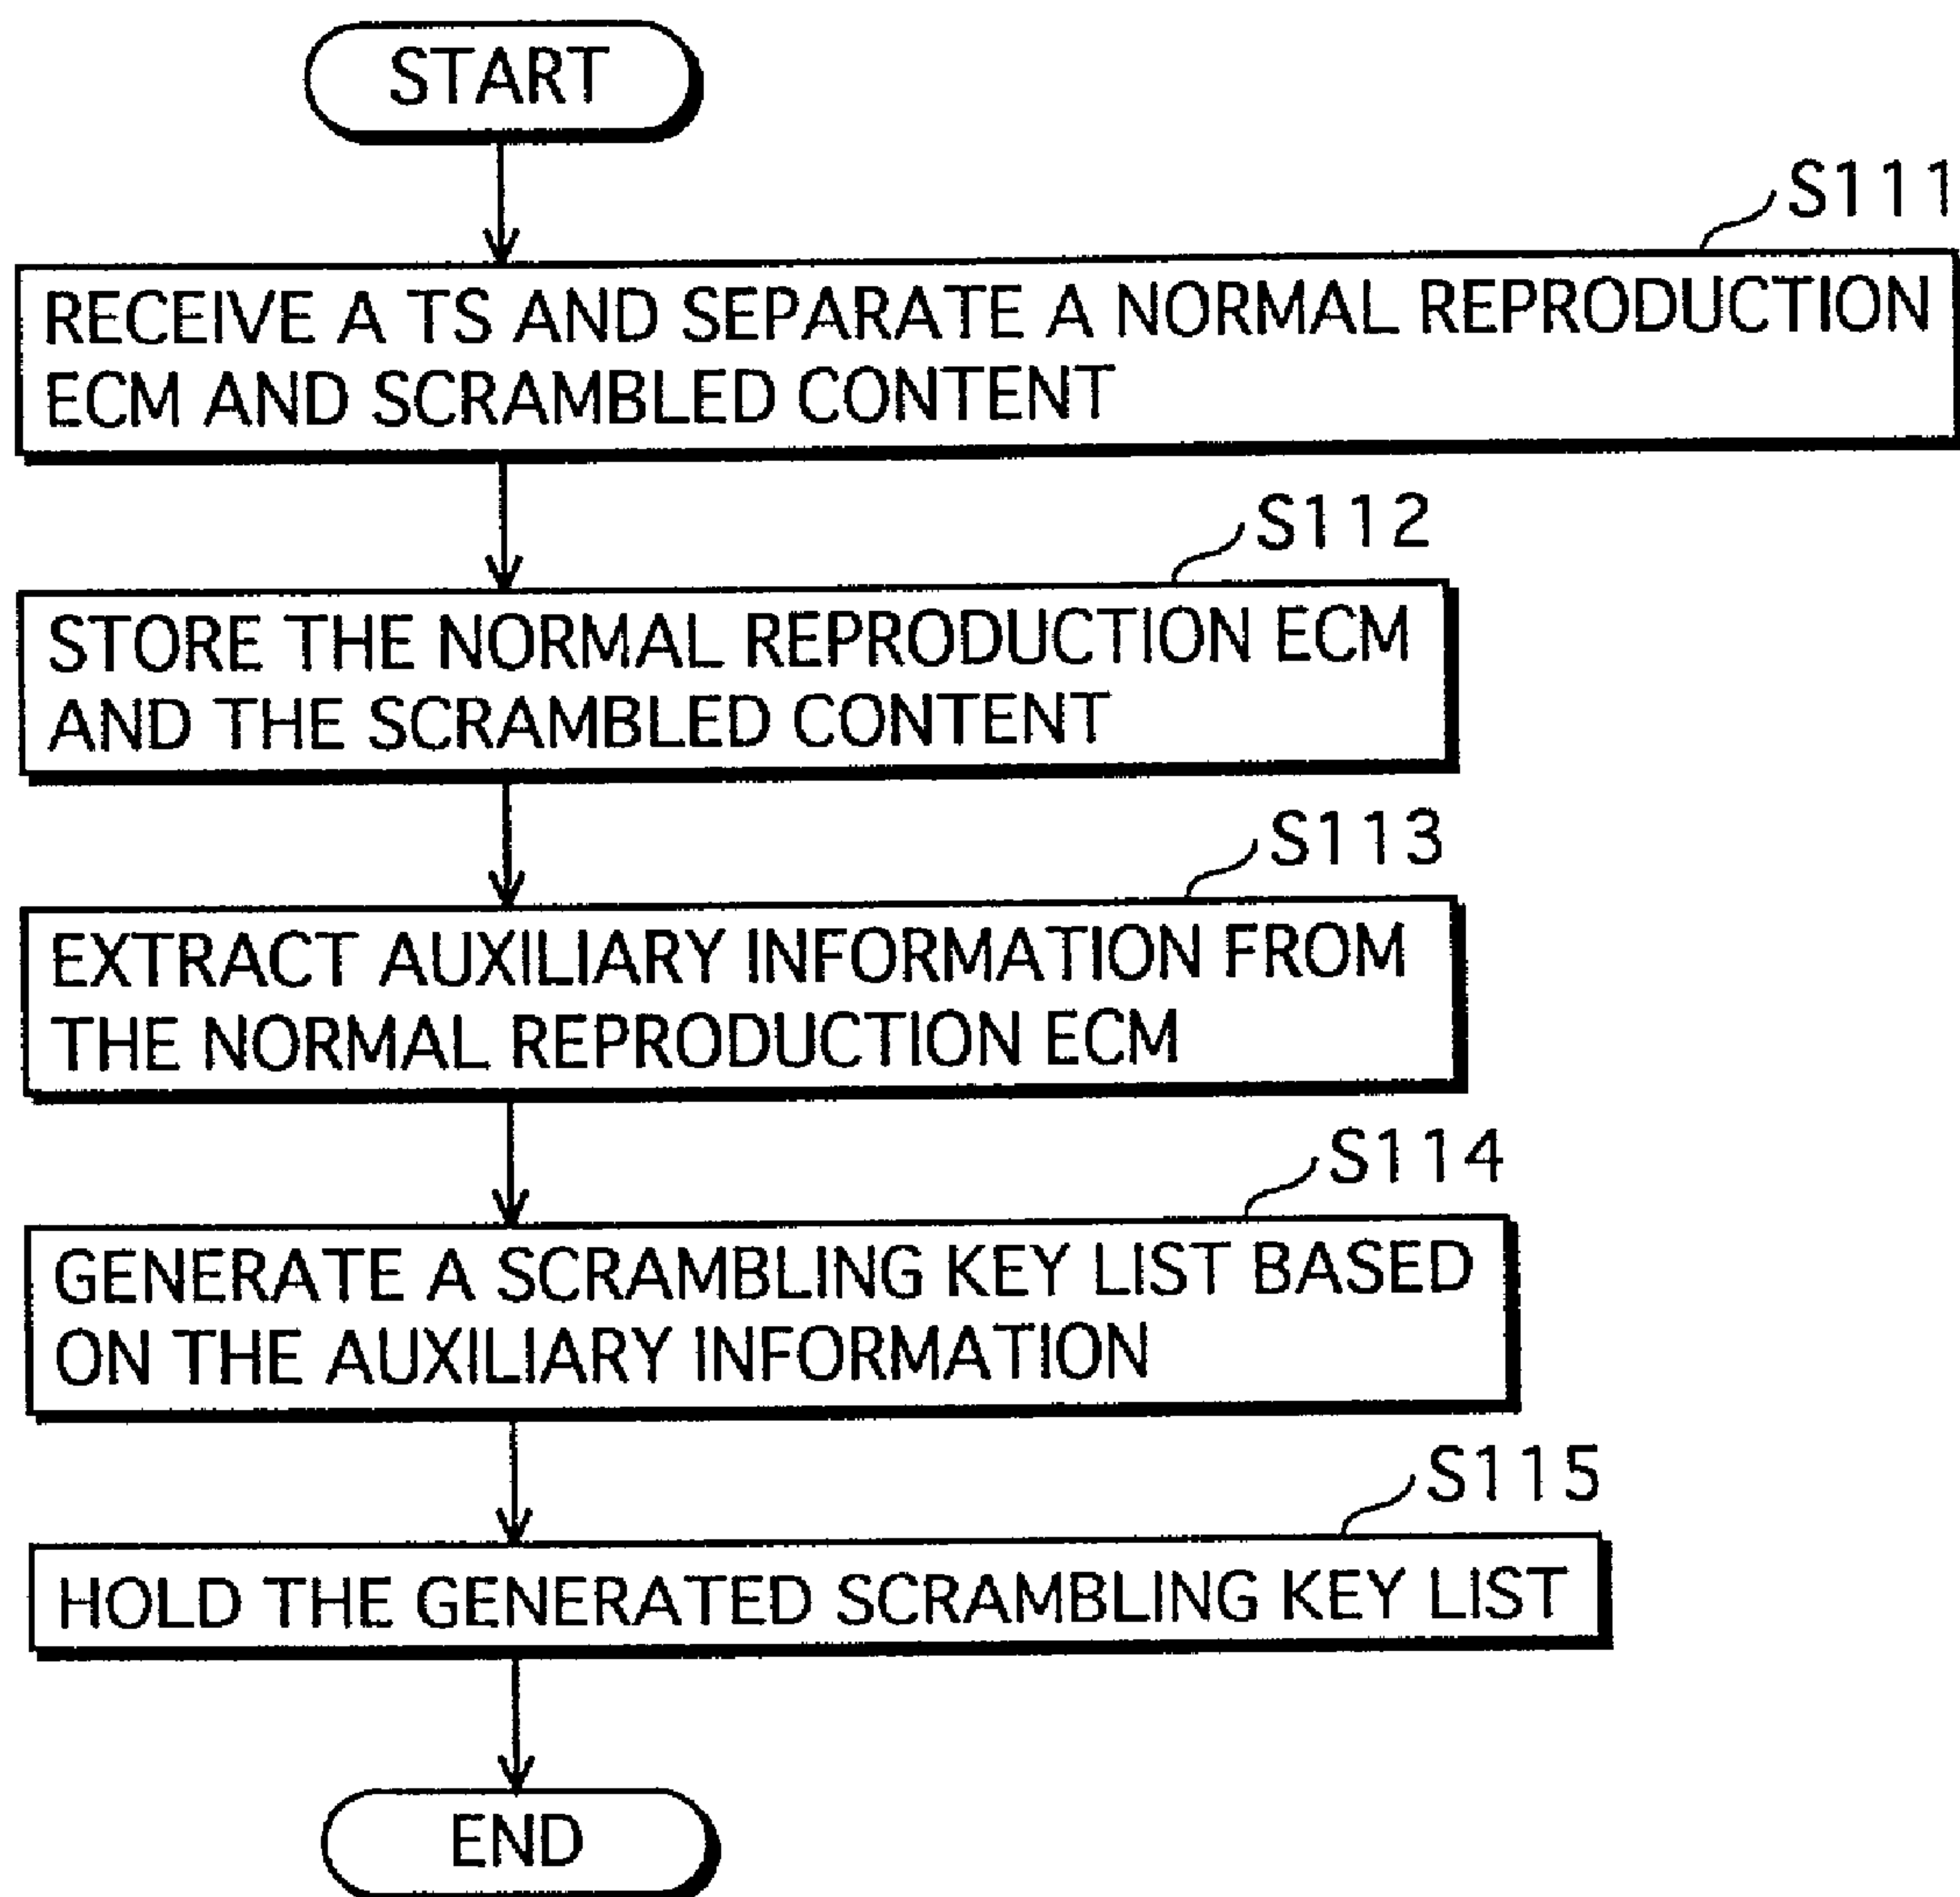 START
S111
RECEIVE A TS AND SEPARATE A NORMAL REPRODUCTION
ECM AND SCRAMBLED CONTENT
S112
STORE THE NORMAL REPRODUCTION ECM
AND THE SCRAMBLED CONTENT
S113
EXTRACT AUXILIARY INFORMATION FROM
THE NORMAL REPRODUCTION ECM
S114
GENERATE A SCRAMBLING KEY LIST BASED
ON THE AUXILIARY INFORMATION
S115
HOLD THE GENERATED SCRAMBLING KEY LIST
END